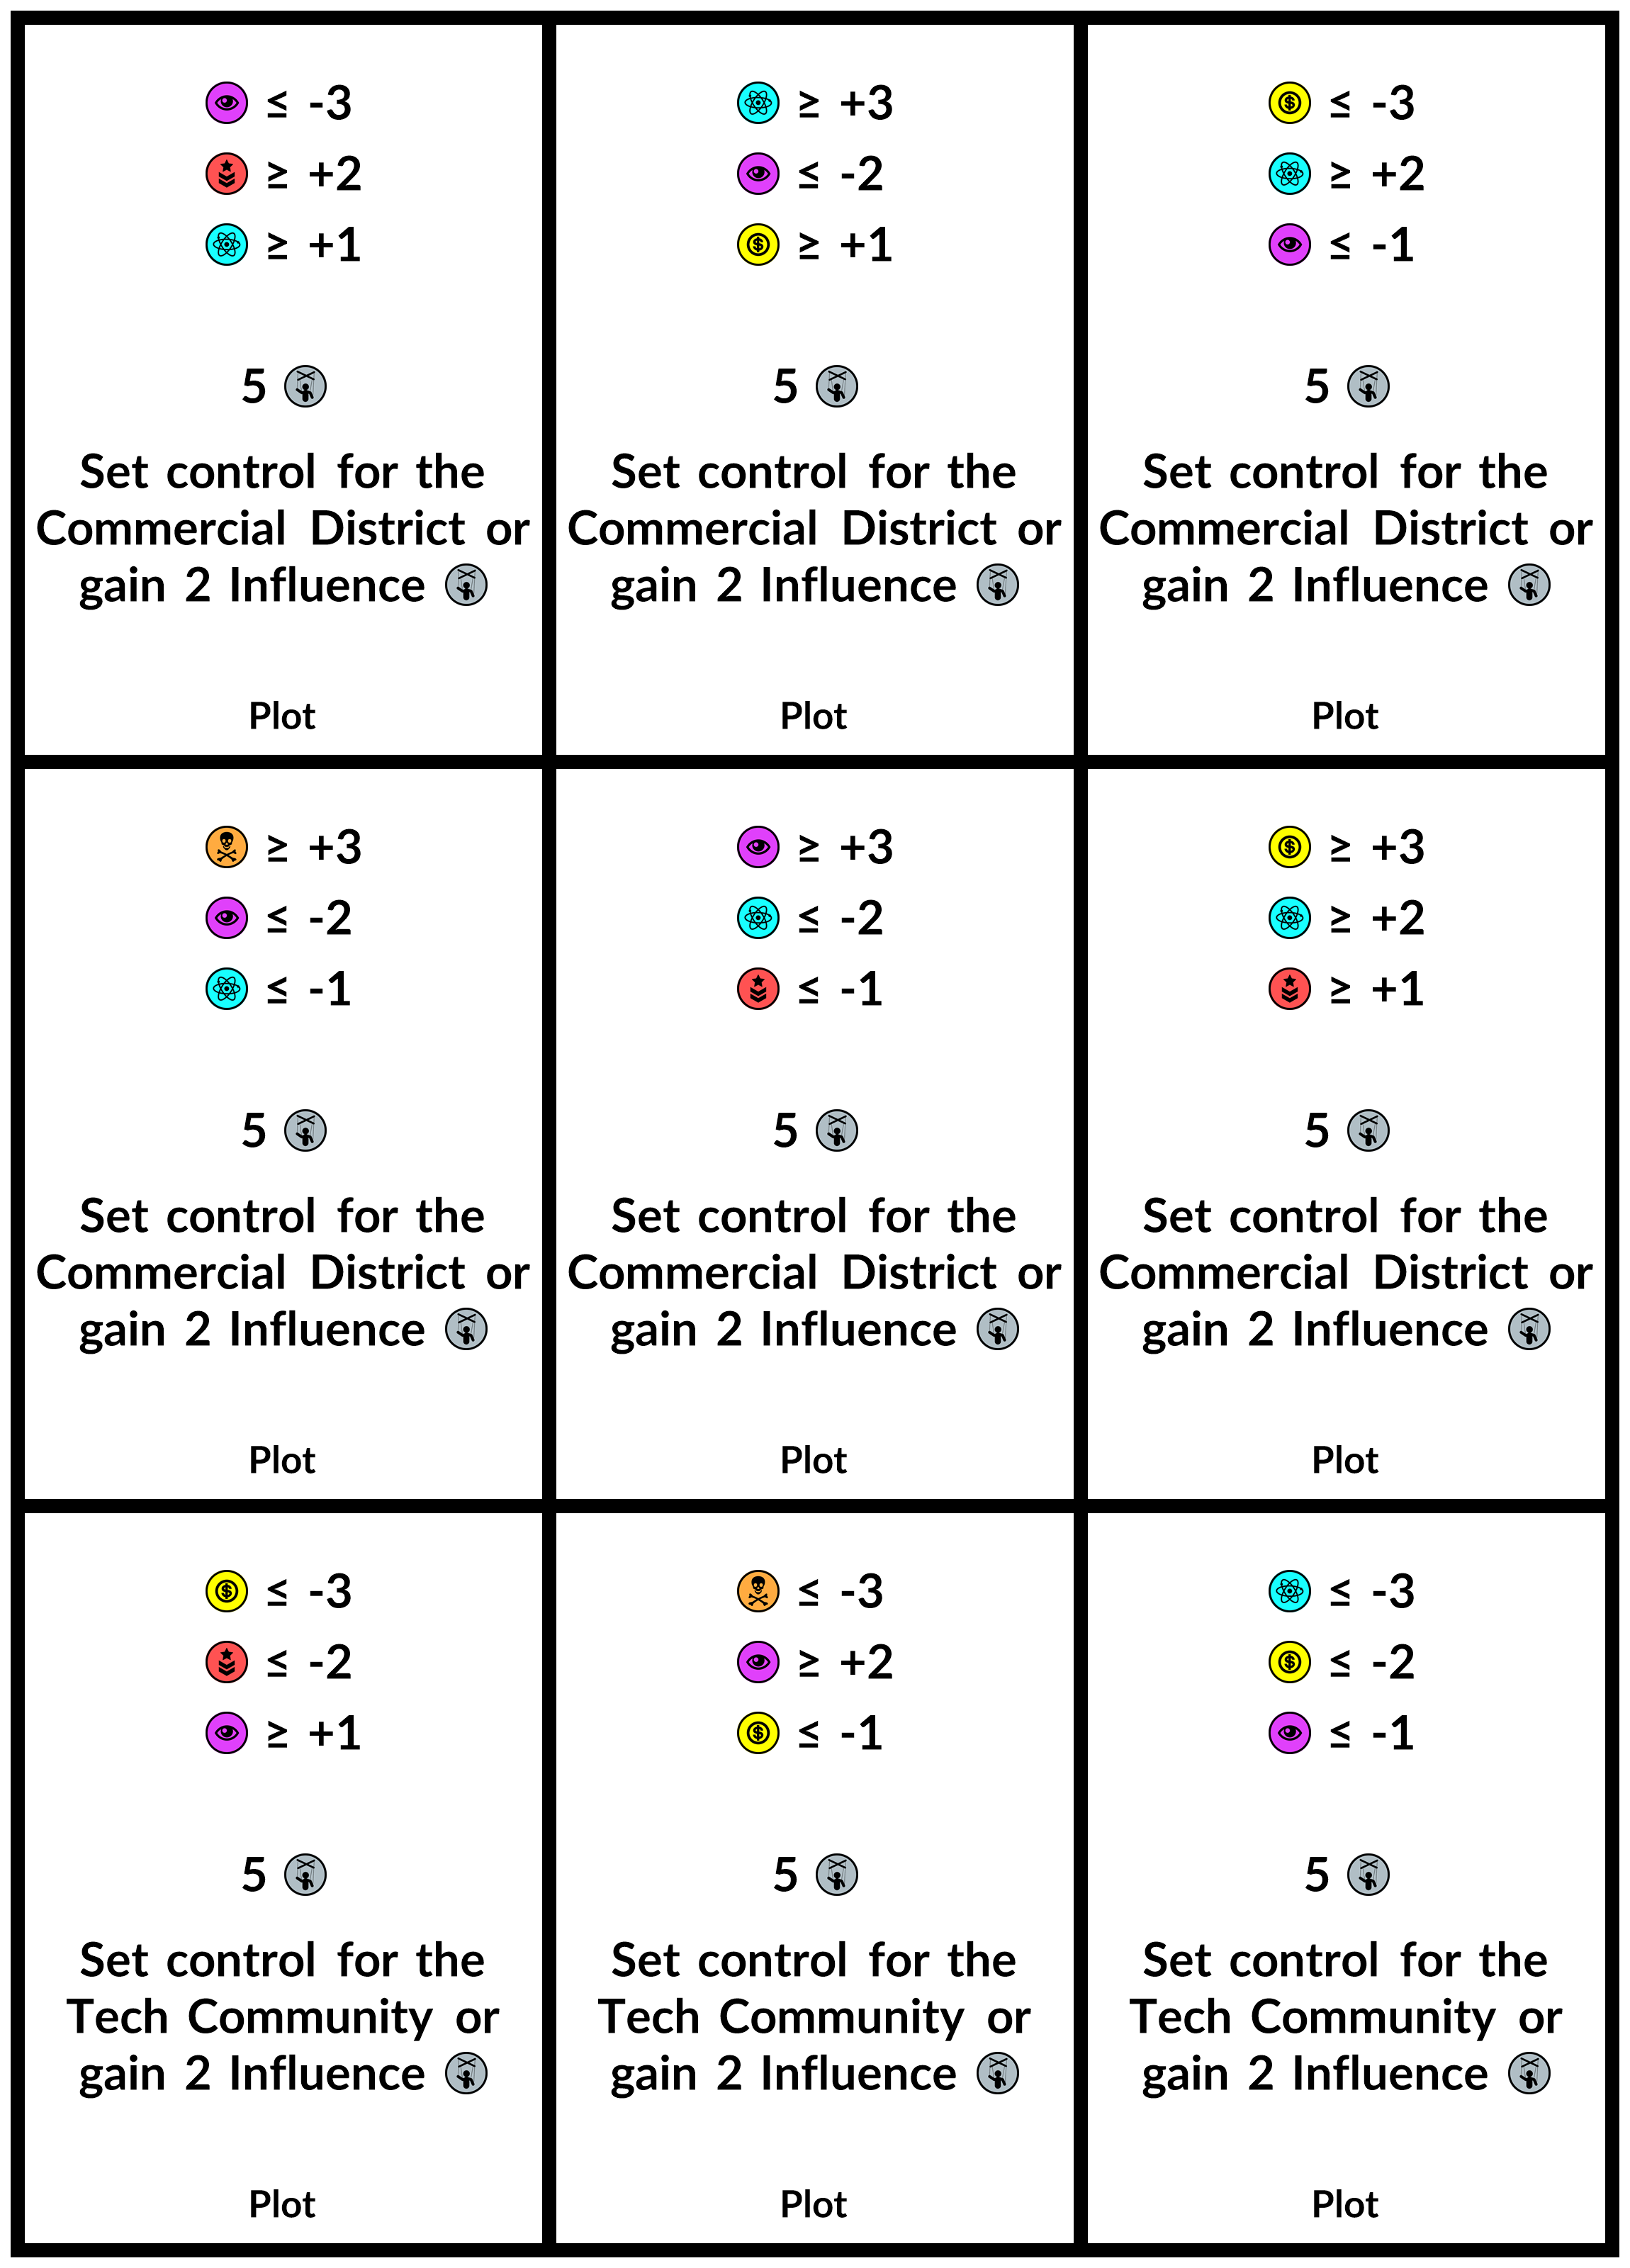 ≤ -3
≥ +2
≥ +1
5
Set control for the
Commercial District or
gain 2 Influence
Plot
≥ +3
≤ -2
≥ +1
5
Set control for the
Commercial District or
gain 2 Influence
Plot
$ ≤ -3
≥ +2
≤ -1
5
Set control for the
Commercial District or
gain 2 Influence
Plot
≥ +3
≤ -2
≤ -1
5
Set control for the
Commercial District or
gain 2 Influence
Plot
≥ +3
≤ -2
≤ -1
5
Set control for the
Commercial District or
gain 2 Influence
Plot
$ ≥ +3
≥ +2
≥ +1
5
Set control for the
Commercial District or
gain 2 Influence
Plot
$ ≤ -3
≤ -2
≥ +1
5
Set control for the
Tech Community or
gain 2 Influence
Plot
≤ -3
≥ +2
$ ≤ -1
5
Set control for the
Tech Community or
gain 2 Influence
Plot
≤ -3
$ ≤ -2
≤ -1
5
Set control for the
Tech Community or
gain 2 Influence
Plot